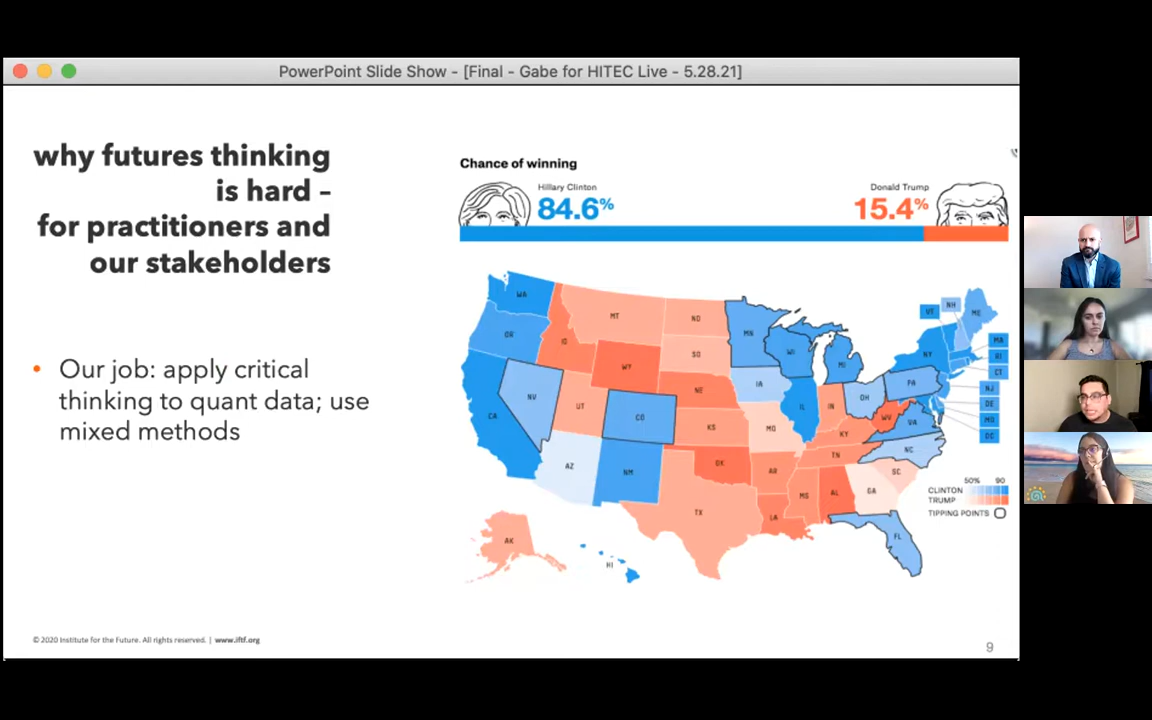 PowerPoint Slide Show - [Final - Gabe for HITEC Live - 5.28.21]
why futures thinking
is hard –
for practitioners and
our stakeholders
• Our job: apply critical
thinking to quant data; use
mixed methods
Chance of winning
Hillary Clinton
84.6%
Donald Trump
15.4%
WA
MT
ND
MN
VT
NH
ME
OR
ID
SD
WI
MI
NY
MA
RI
CT
WY
NE
IA
PA
NJ
DE
MD
DC
NV
UT
CO
KS
MO
IL
IN
OH
WV
VA
KY
CA
AZ
NM
OK
AR
TN
NC
SC
MS
AL
GA
TX
LA
FL
AK
HI
50% 90
CLINTON
TRUMP
TIPPING POINTS
© 2020 Institute for the Future. All rights reserved. | www.iftf.org
9